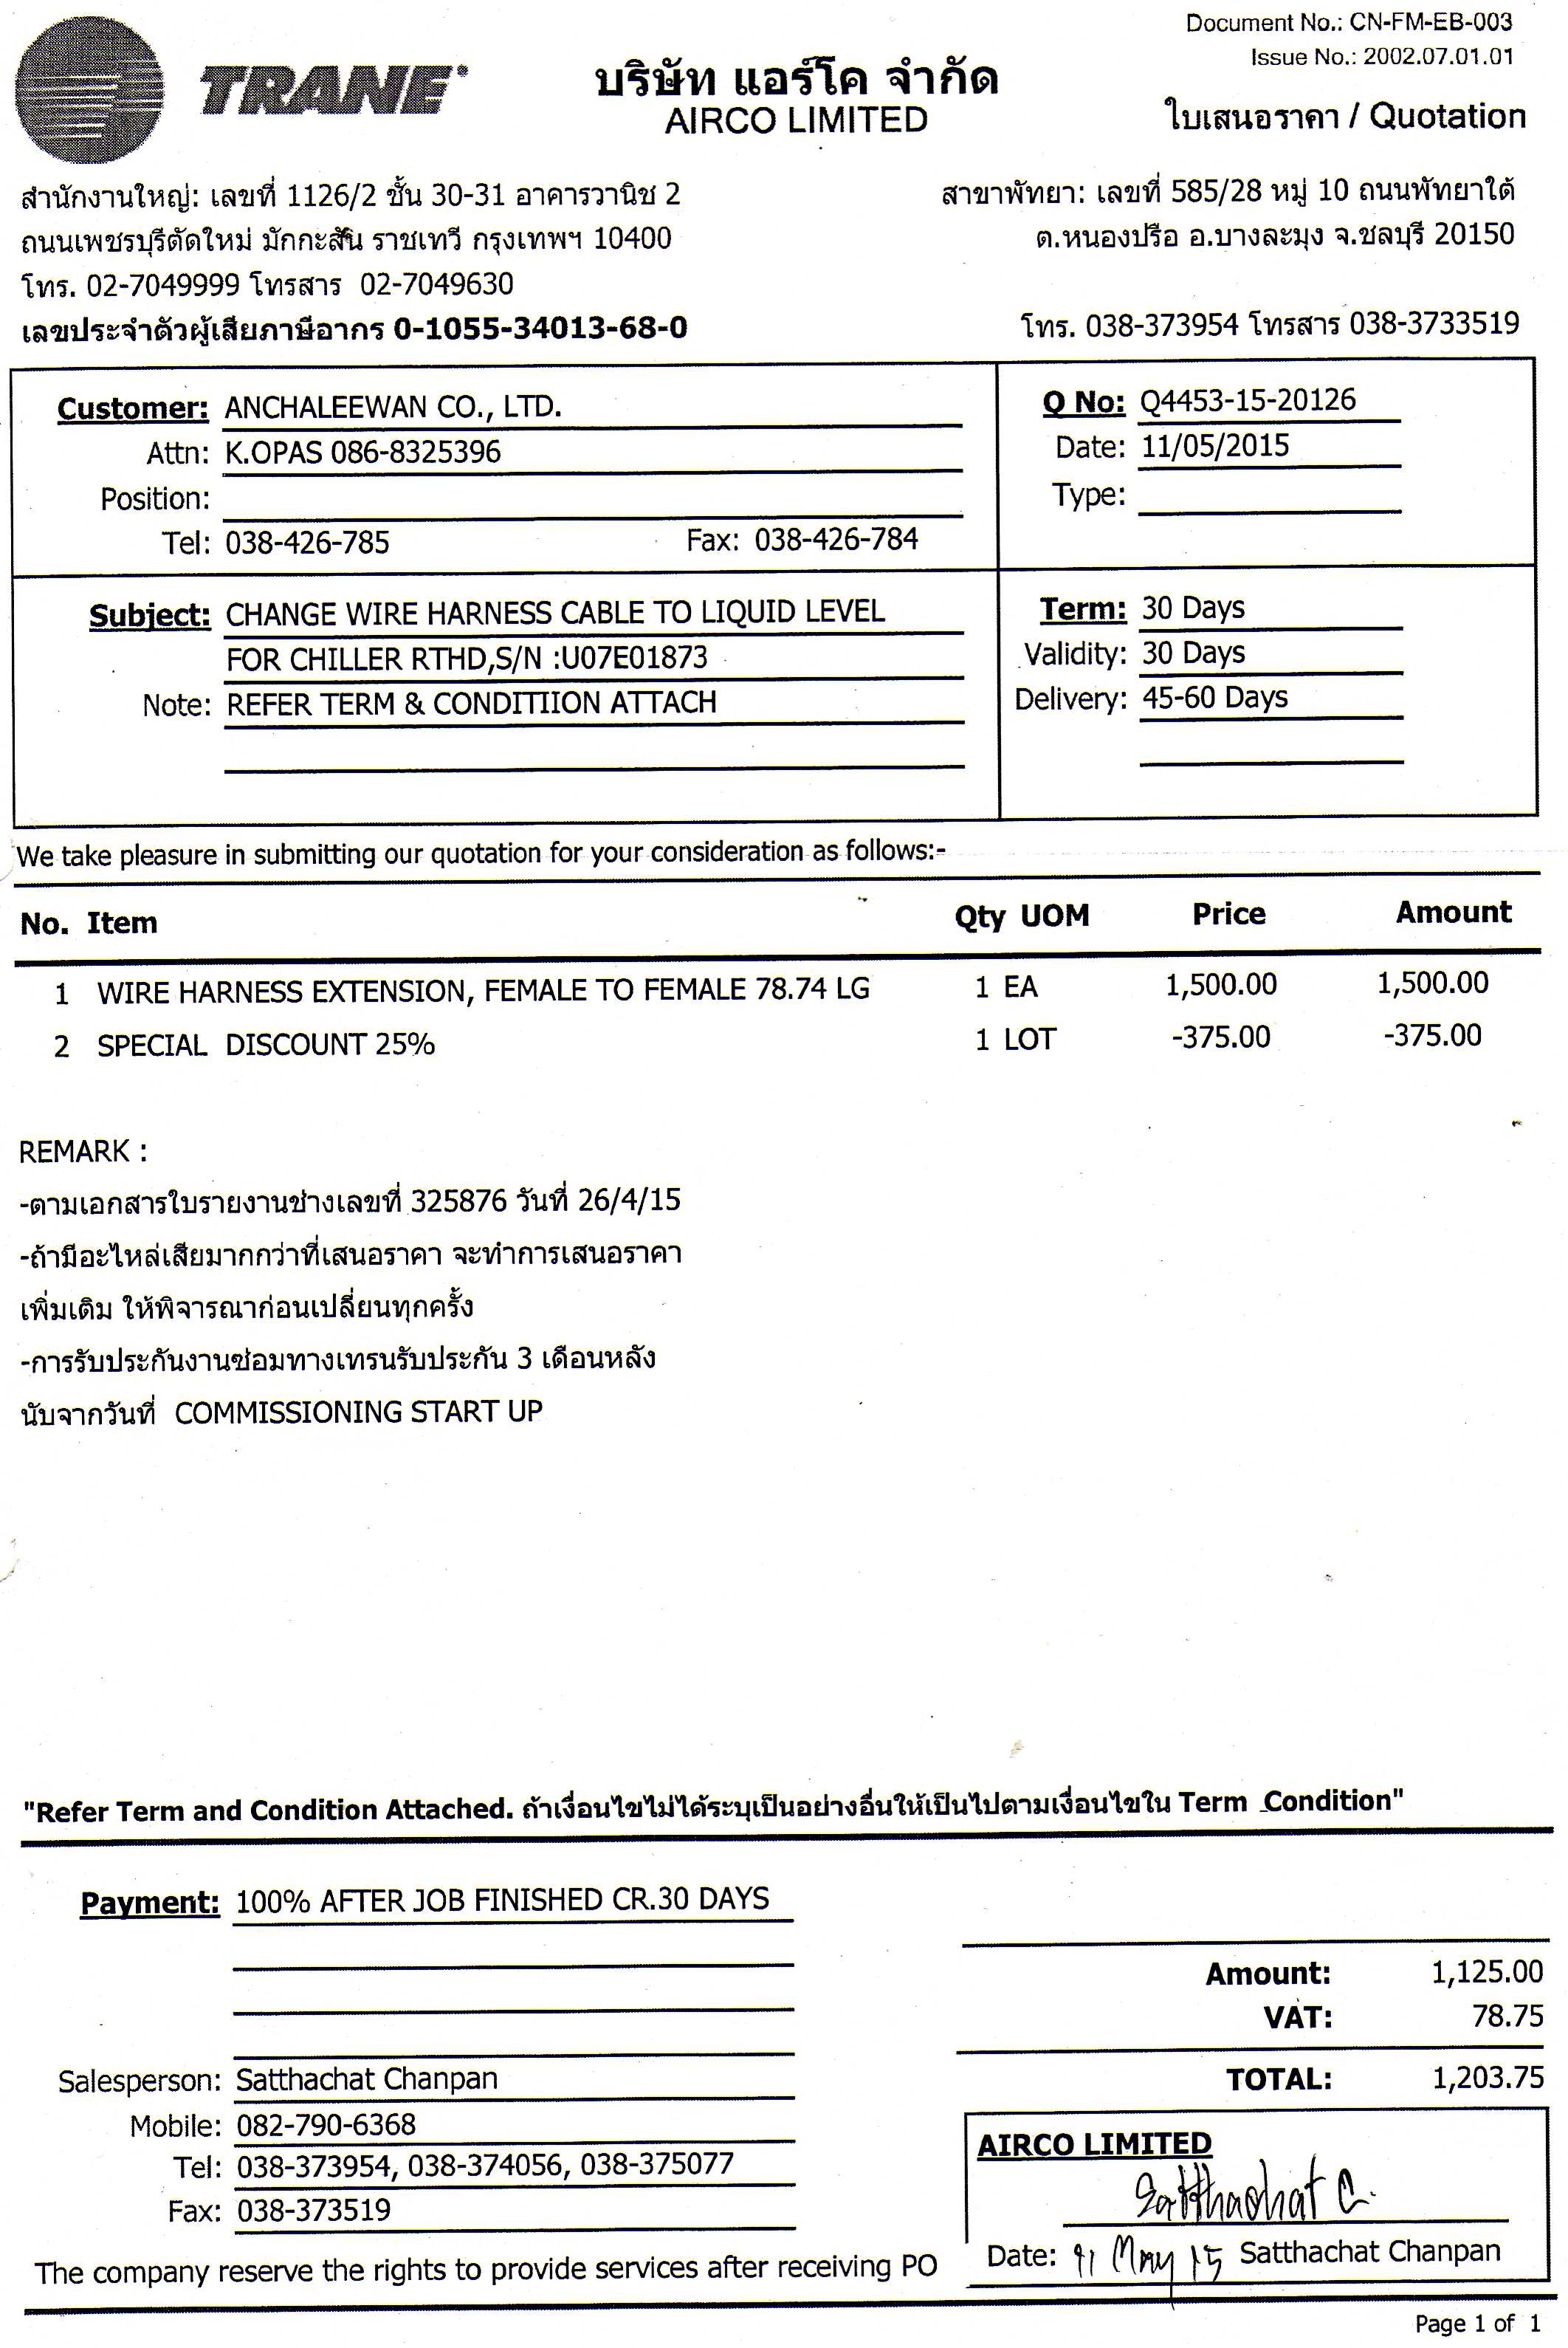 Document No.: CN-FM-EB-003
Issue No.: 2002.07.01.01
TRANE
บริษัท แอร์โค จำกัด
AIRCO LIMITED
ใบเสนอราคา / Quotation
สำนักงานใหญ่: เลขที่ 1126/2 ชั้น 30-31 อาคารวานิช 2
ถนนเพชรบุรีตัดใหม่ มักกะสัน ราชเทวี กรุงเทพฯ 10400
โทร. 02-7049999 โทรสาร 02-7049630
เลขประจำตัวผู้เสียภาษีอากร 0-1055-34013-68-0
สาขาพัทยา: เลขที่ 585/28 หมู่ 10 ถนนพัทยาใต้
ต.หนองปรือ อ.บางละมุง จ.ชลบุรี 20150
โทร. 038-373954 โทรสาร 038-3733519
Customer: ANCHALEEWAN CO., LTD.
Attn: K.OPAS 086-8325396
Position:
Tel: 038-426-785 Fax: 038-426-784
Q No: Q4453-15-20126
Date: 11/05/2015
Type:
Subject: CHANGE WIRE HARNESS CABLE TO LIQUID LEVEL
FOR CHILLER RTHD,S/N :U07E01873
Note: REFER TERM & CONDITIION ATTACH
Term: 30 Days
Validity: 30 Days
Delivery: 45-60 Days
We take pleasure in submitting our quotation for your consideration as follows:-
No. Item Qty UOM Price Amount
1 WIRE HARNESS EXTENSION, FEMALE TO FEMALE 78.74 LG 1 EA 1,500.00 1,500.00
2 SPECIAL DISCOUNT 25% 1 LOT -375.00 -375.00
REMARK :
-ตามเอกสารใบรายงานช่างเลขที่ 325876 วันที่ 26/4/15
-ถ้ามีอะไหล่เสียมากกว่าที่เสนอราคา จะทำการเสนอราคา
เพิ่มเติม ให้พิจารณาก่อนเปลี่ยนทุกครั้ง
-การรับประกันงานซ่อมทางเทรนรับประกัน 3 เดือนหลัง
นับจากวันที่ COMMISSIONING START UP
"Refer Term and Condition Attached. ถ้าเงื่อนไขไม่ได้ระบุเป็นอย่างอื่นให้เป็นไปตามเงื่อนไขใน Term Condition"
Payment: 100% AFTER JOB FINISHED CR.30 DAYS
Amount: 1,125.00
VAT: 78.75
TOTAL: 1,203.75
Salesperson: Satthachat Chanpan
Mobile: 082-790-6368
Tel: 038-373954, 038-374056, 038-375077
Fax: 038-373519
The company reserve the rights to provide services after receiving PO
AIRCO LIMITED
Satthachat C.
Date: 11 May 15 Satthachat Chanpan
Page 1 of 1